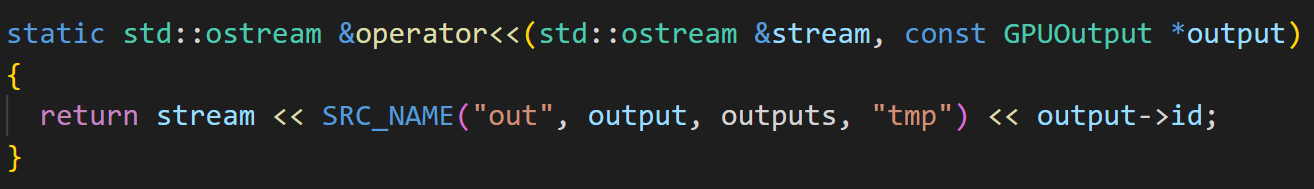 static std::ostream &operator<<(std::ostream &stream, const GPUOutput *output)
{
  return stream << SRC_NAME("out", output, outputs, "tmp") << output->id;
}